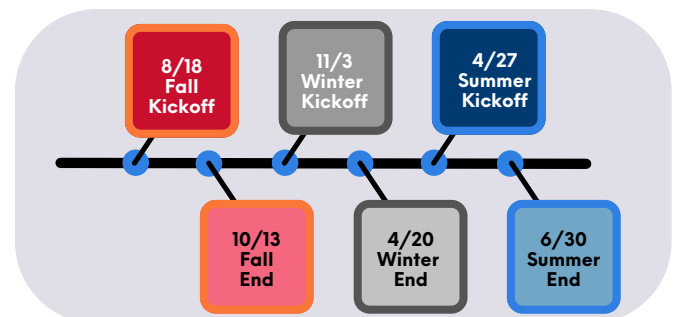 8/18
Fall
Kickoff
11/3
Winter
Kickoff
4/27
Summer
Kickoff
10/13
Fall
End
4/20
Winter
End
6/30
Summer
End